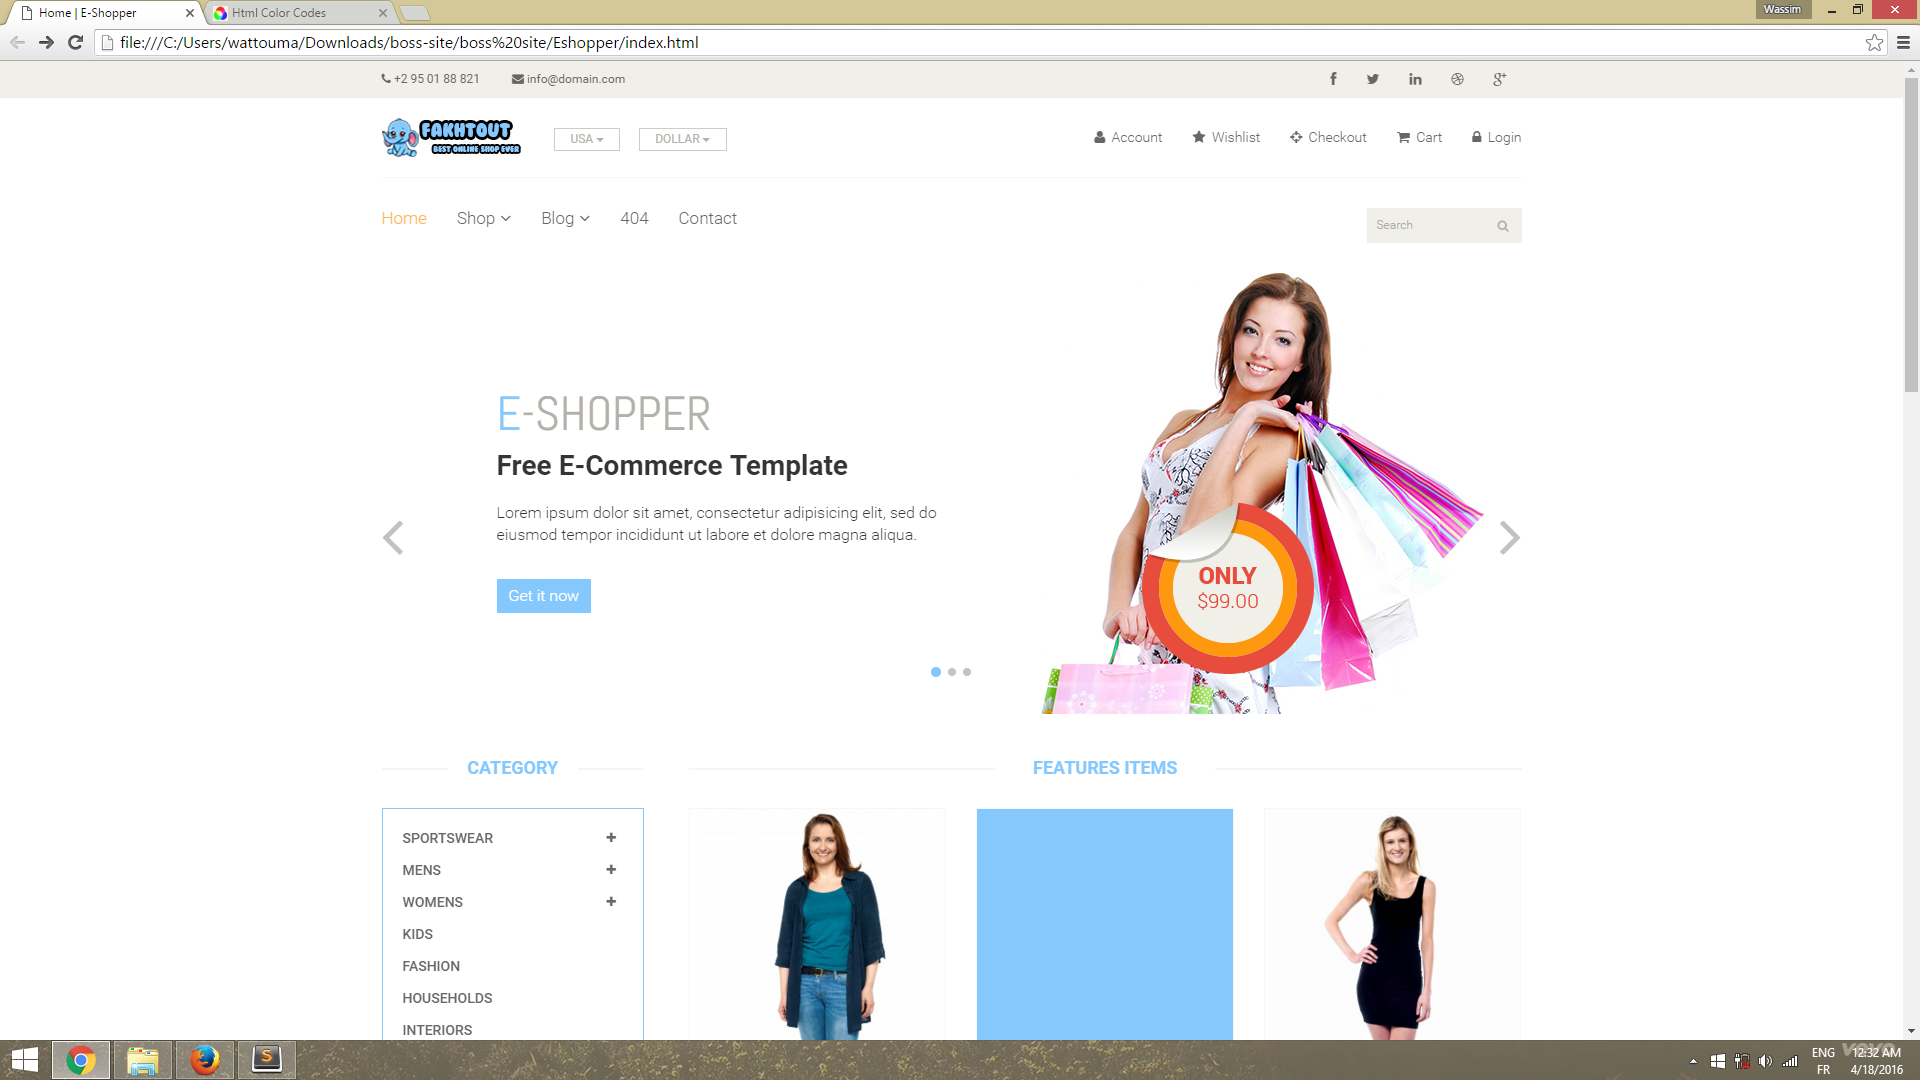 Home | E-Shopper
Html Color Codes
Wassim
file:///C:/Users/wattouma/Downloads/boss-site/boss%20site/Eshopper/index.html
+2 95 01 88 821
info@domain.com
FAKHTOUT
BEST ONLINE SHOP EVER
USA
DOLLAR
Account
Wishlist
Checkout
Cart
Login
Home
Shop
Blog
404
Contact
Search
E-SHOPPER
Free E-Commerce Template
Lorem ipsum dolor sit amet, consectetur adipisicing elit, sed do
eiusmod tempor incididunt ut labore et dolore magna aliqua.
Get it now
ONLY
$99.00
CATEGORY
FEATURES ITEMS
SPORTSWEAR
MENS
WOMENS
KIDS
FASHION
HOUSEHOLDS
INTERIORS
ENG
FR
12:32 AM
4/18/2016